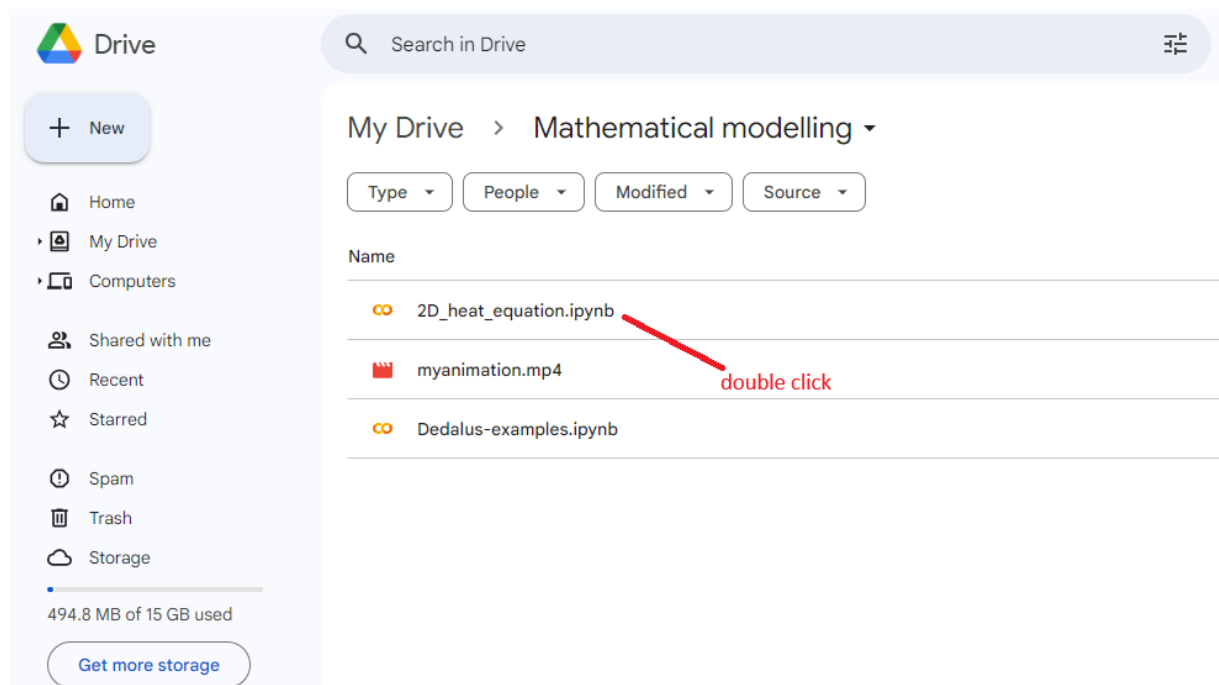 Drive
Search in Drive
New
Home
My Drive
Computers
Shared with me
Recent
Starred
Spam
Trash
Storage
494.8 MB of 15 GB used
Get more storage
My Drive > Mathematical modelling
Type People Modified Source
Name
CO 2D_heat_equation.ipynb
myanimation.mp4
double click
CO Dedalus-examples.ipynb